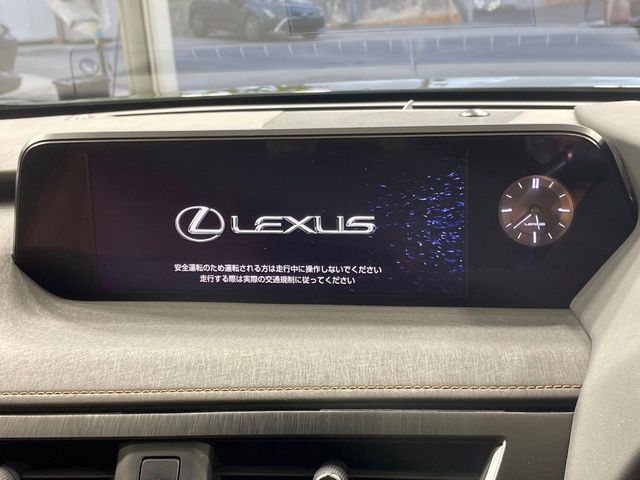 LEXUS
安全運転のため運転される方は走行中に操作しないでください
走行する際は実際の交通規制に従ってください
LEXUS